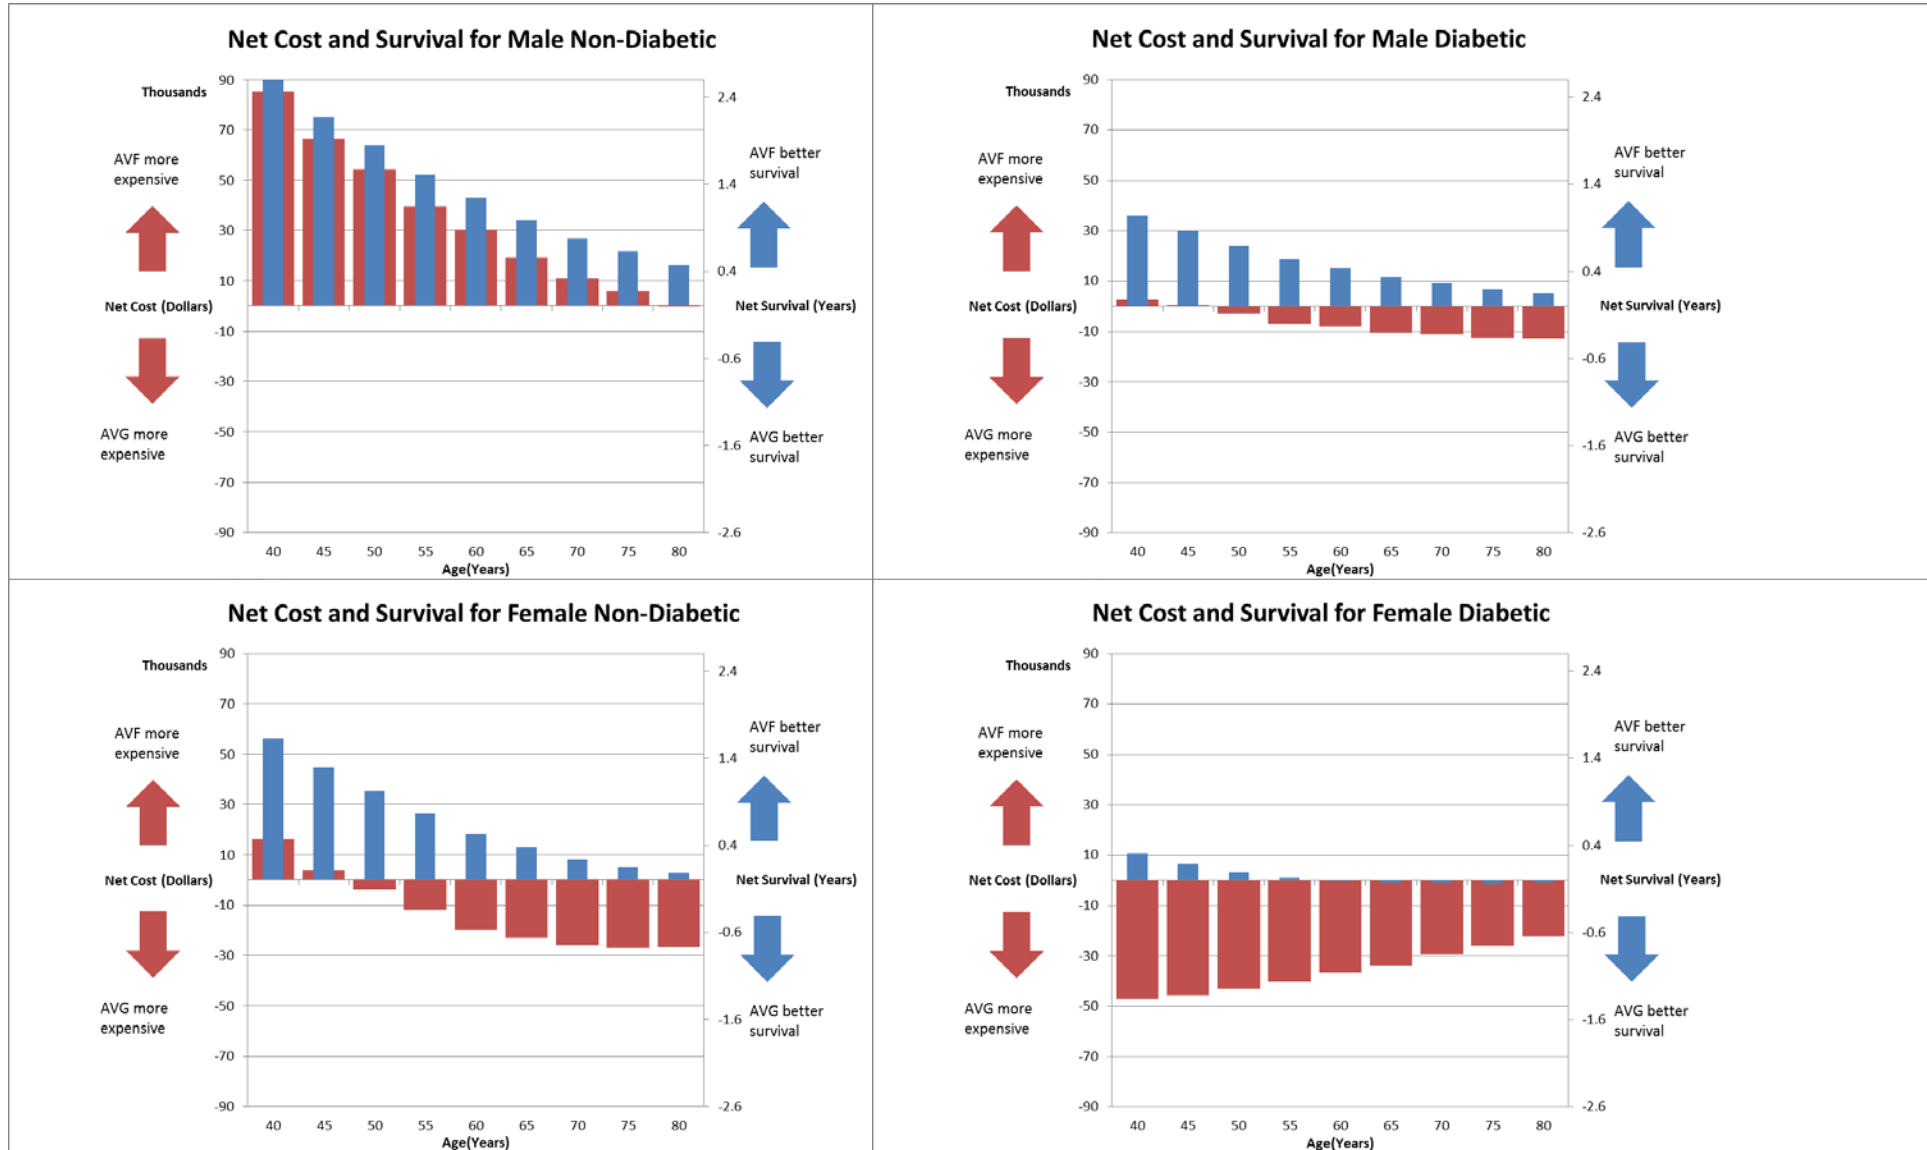 Net Cost and Survival for Male Non-Diabetic
90
Thousands
2.4
70
AVF more
expensive
AVF better
survival
50
1.4
30
10
0.4
Net Cost (Dollars)
Net Survival (Years)
-10
-0.6
-30
AVG more
expensive
-50
-1.6
AVG better
survival
-70
-90
-2.6
40 45 50 55 60 65 70 75 80
Age(Years)
Net Cost and Survival for Male Diabetic
90
Thousands
2.4
70
AVF more
expensive
AVF better
survival
50
1.4
30
10
0.4
Net Cost (Dollars)
Net Survival (Years)
-10
-0.6
-30
AVG more
expensive
-50
-1.6
AVG better
survival
-70
-90
-2.6
40 45 50 55 60 65 70 75 80
Age(Years)
Net Cost and Survival for Female Non-Diabetic
90
Thousands
2.4
70
AVF more
expensive
AVF better
survival
50
1.4
30
10
0.4
Net Cost (Dollars)
Net Survival (Years)
-10
-0.6
-30
AVG more
expensive
-50
-1.6
AVG better
survival
-70
-90
-2.6
40 45 50 55 60 65 70 75 80
Age(Years)
Net Cost and Survival for Female Diabetic
90
Thousands
2.4
70
AVF more
expensive
AVF better
survival
50
1.4
30
10
0.4
Net Cost (Dollars)
Net Survival (Years)
-10
-0.6
-30
AVG more
expensive
-50
-1.6
AVG better
survival
-70
-90
-2.6
40 45 50 55 60 65 70 75 80
Age(Years)